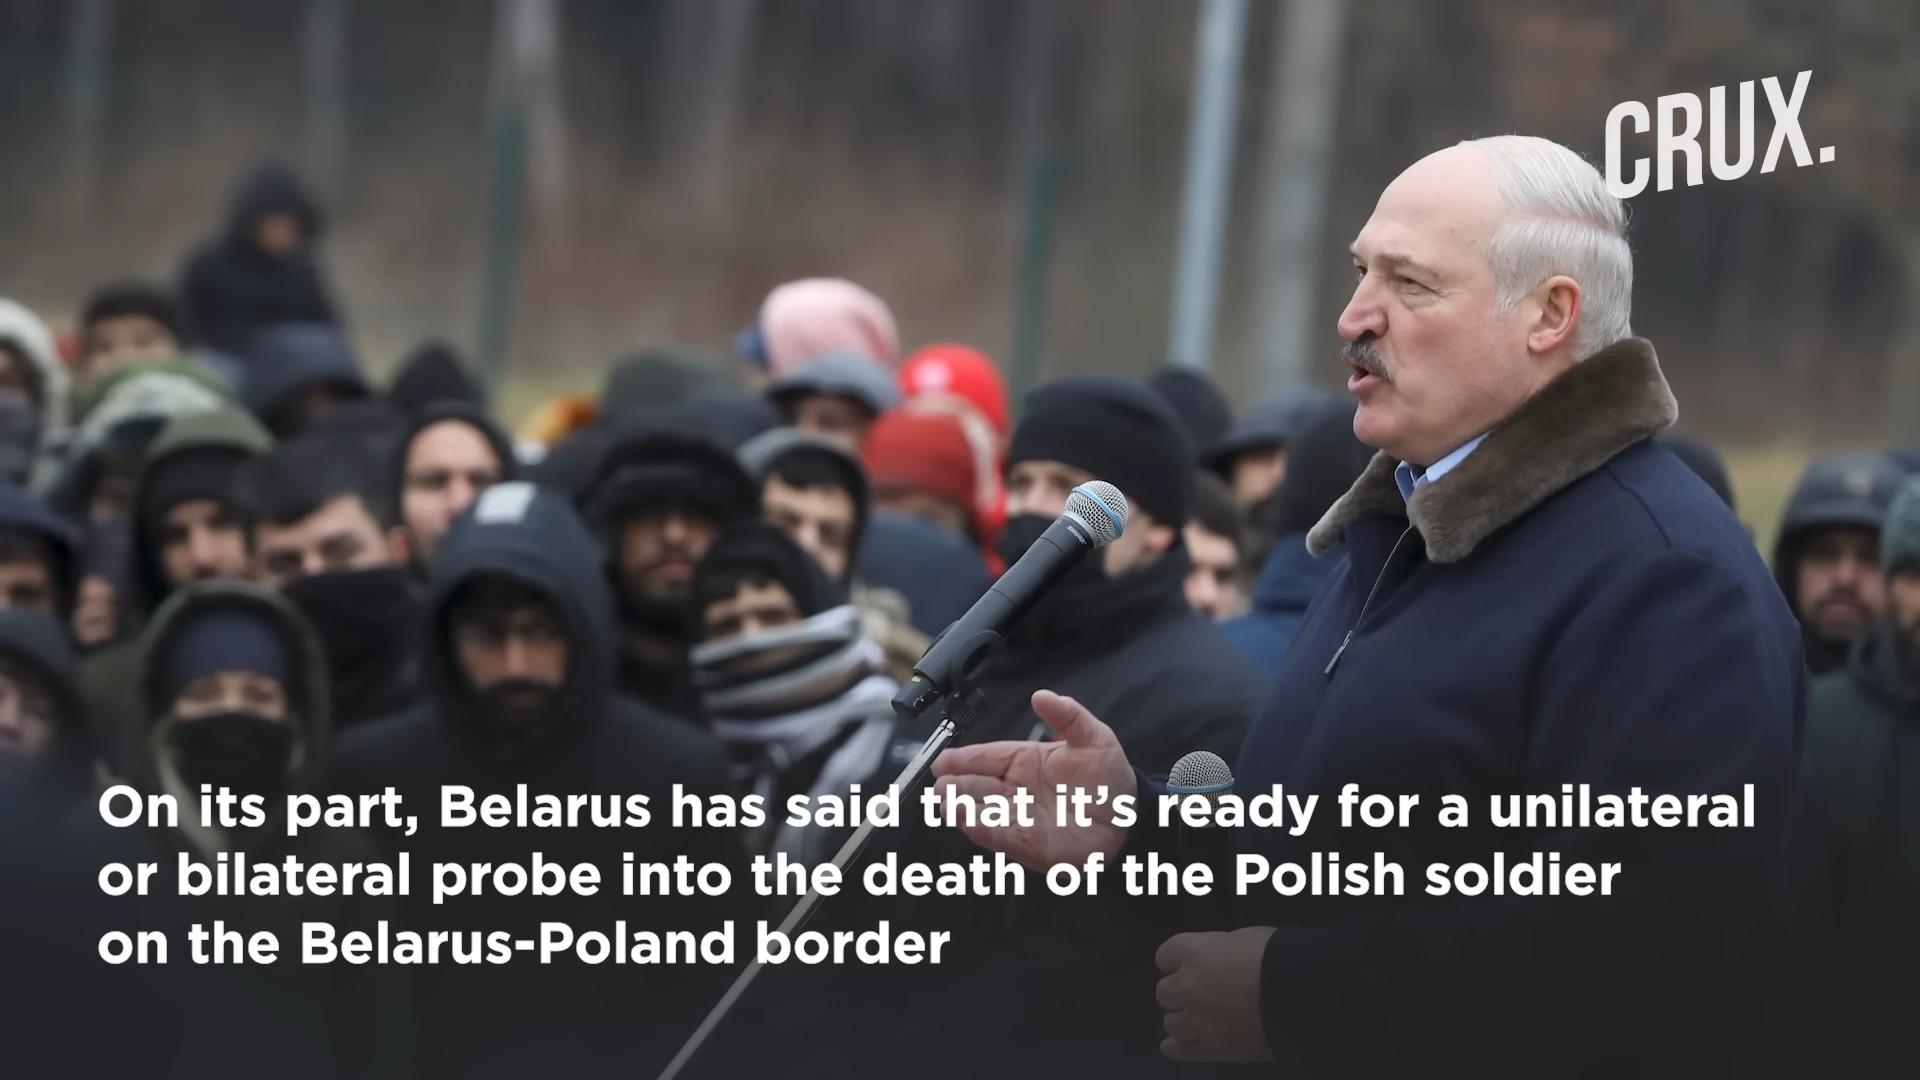 CRUX.
On its part, Belarus has said that it’s ready for a unilateral
or bilateral probe into the death of the Polish soldier
on the Belarus-Poland border